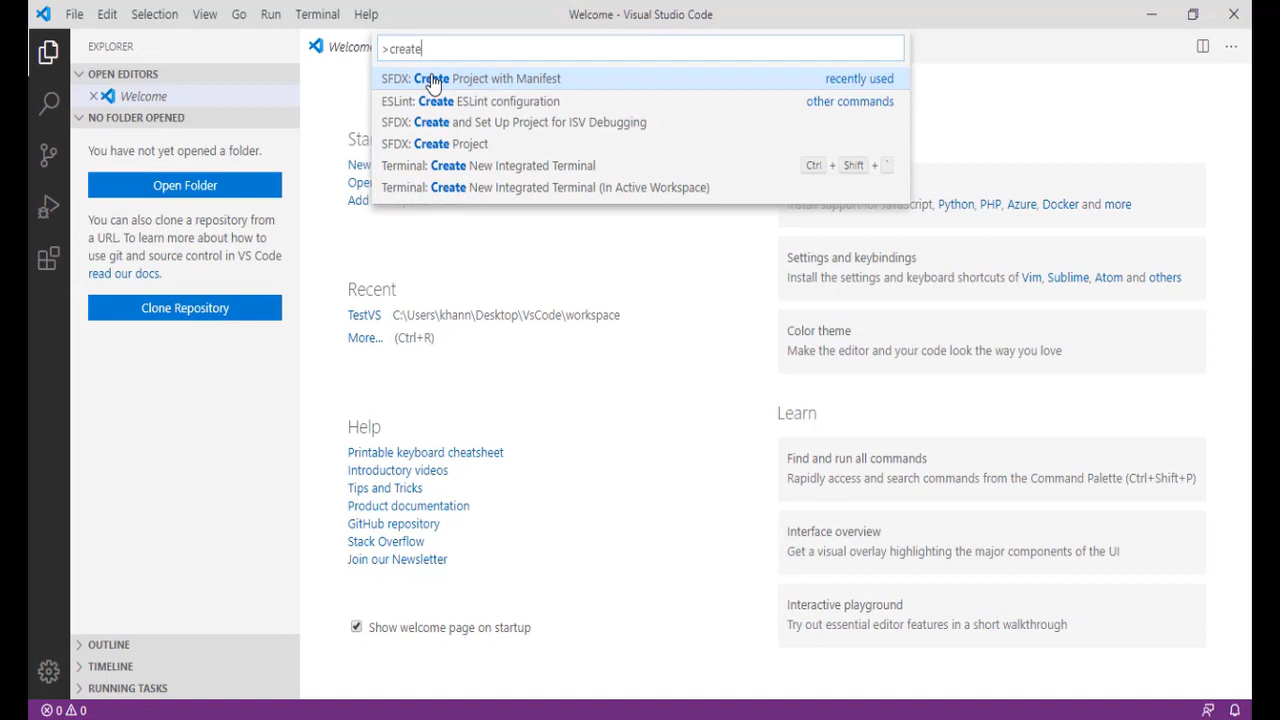 File Edit Selection View Go Run Terminal Help
Welcome - Visual Studio Code
EXPLORER
OPEN EDITORS
Welcome
NO FOLDER OPENED
You have not yet opened a folder.
Open Folder
You can also clone a repository
from a URL. To learn more about how to
use git and source control in VS Code
read our docs.
Clone Repository
OUTLINE
TIMELINE
RUNNING TASKS
Welcome
>create
SFDX: Create Project with Manifest recently used
ESLint: Create ESLint configuration other commands
SFDX: Create and Set Up Project for ISV Debugging
SFDX: Create Project
Terminal: Create New Integrated Terminal Ctrl + Shift + `
Terminal: Create New Integrated Terminal (In Active Workspace)
New
Add
Recent
TestVS C:\Users\khann\Desktop\VsCode\workspace
More... (Ctrl+R)
Help
Printable keyboard cheatsheet
Introductory videos
Tips and Tricks
Product documentation
GitHub repository
Stack Overflow
Join our Newsletter
Show welcome page on startup
Install support for JavaScript, Python, PHP, Azure, Docker and more
Settings and keybindings
Install the settings and keyboard shortcuts of Vim, Sublime, Atom and others
Color theme
Make the editor and your code look the way you love
Learn
Find and run all commands
Rapidly access and search commands from the Command Palette (Ctrl+Shift+P)
Interface overview
Get a visual overlay highlighting the major components of the UI
Interactive playground
Try out essential editor features in a short walkthrough
0 0